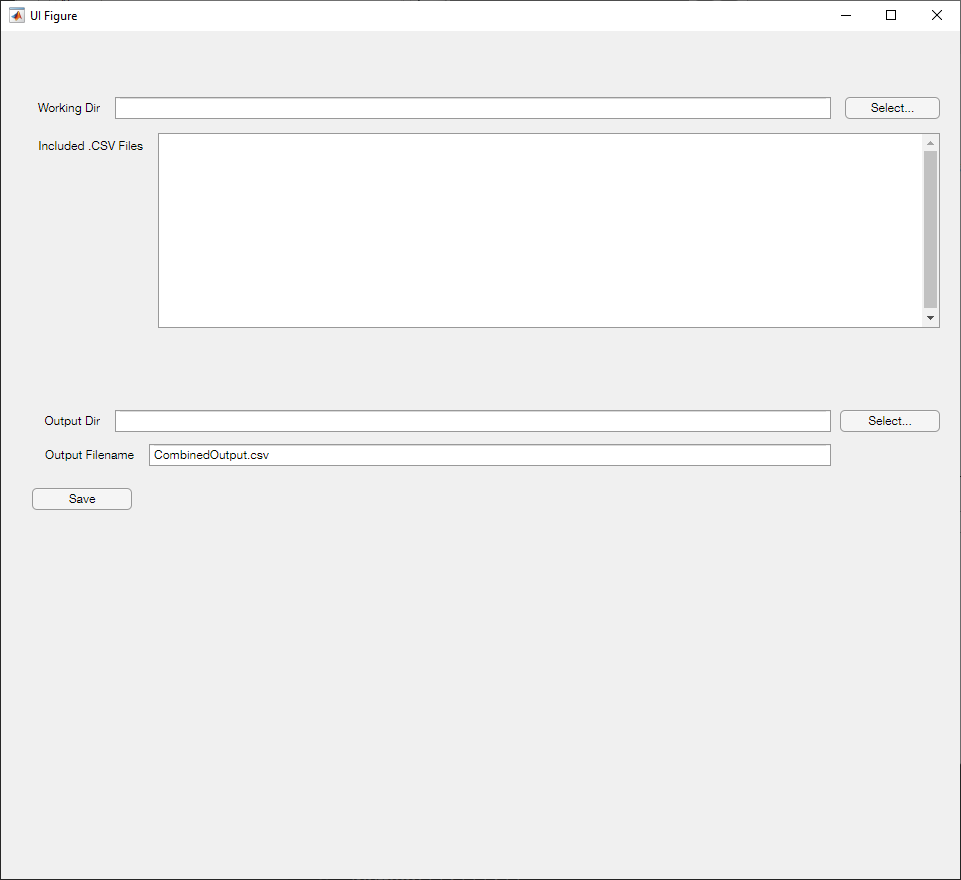 UI Figure
Working Dir
Select...
Included .CSV Files
Output Dir
Select...
Output Filename
CombinedOutput.csv
Save